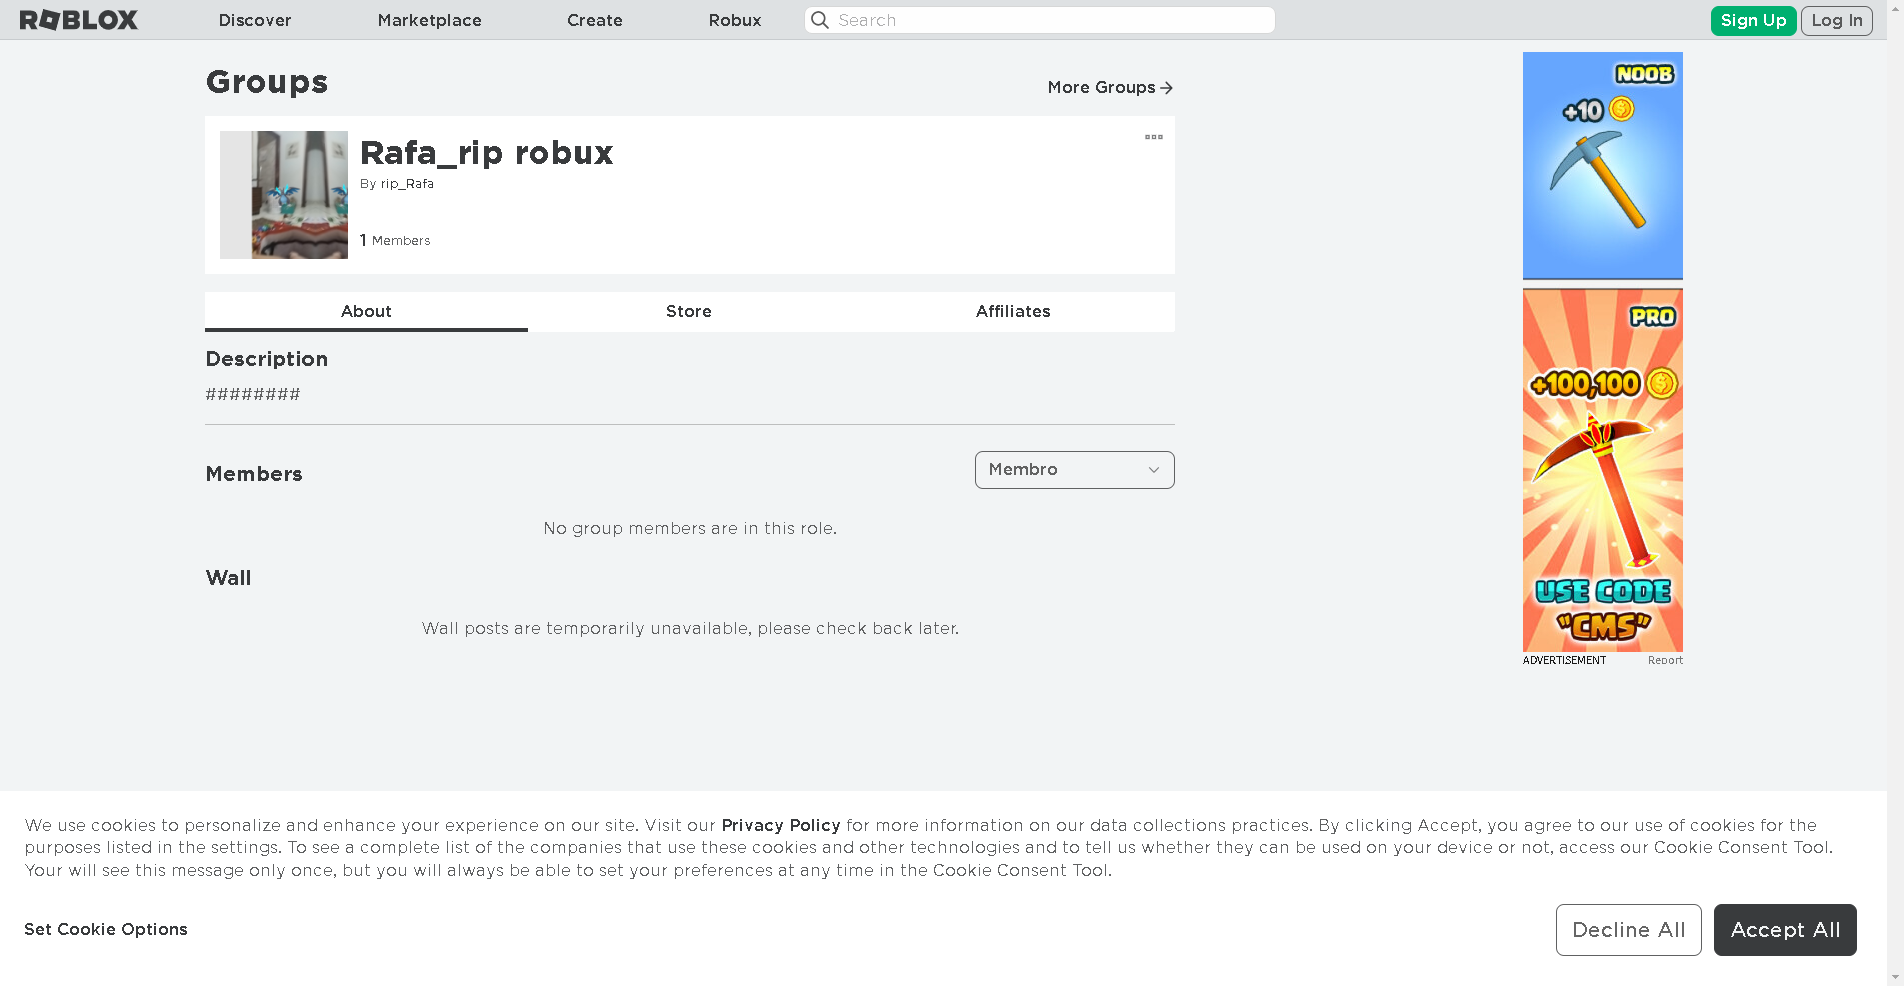 ROBLOX Discover Marketplace Create Robux Search Sign Up Log In
Groups
More Groups
Rafa_rip robux
By rip_Rafa
1 Members
About Store Affiliates
Description
########
Members
Membro
No group members are in this role.
Wall
Wall posts are temporarily unavailable, please check back later.
NOOB
+10
PRO
+100,100
USE CODE
"CMS"
ADVERTISEMENT Report
We use cookies to personalize and enhance your experience on our site. Visit our Privacy Policy for more information on our data collections practices. By clicking Accept, you agree to our use of cookies for the
purposes listed in the settings. To see a complete list of the companies that use these cookies and other technologies and to tell us whether they can be used on your device or not, access our Cookie Consent Tool.
Your will see this message only once, but you will always be able to set your preferences at any time in the Cookie Consent Tool.
Set Cookie Options
Decline All
Accept All